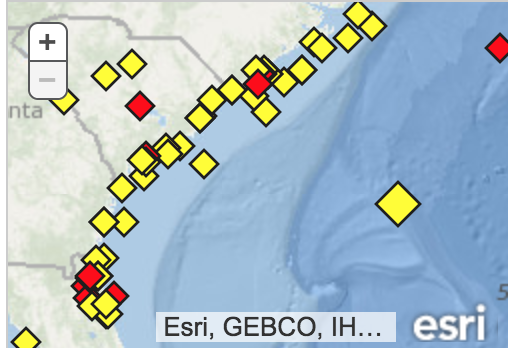 +
−
nta
5
Esri, GEBCO, IH...
esri